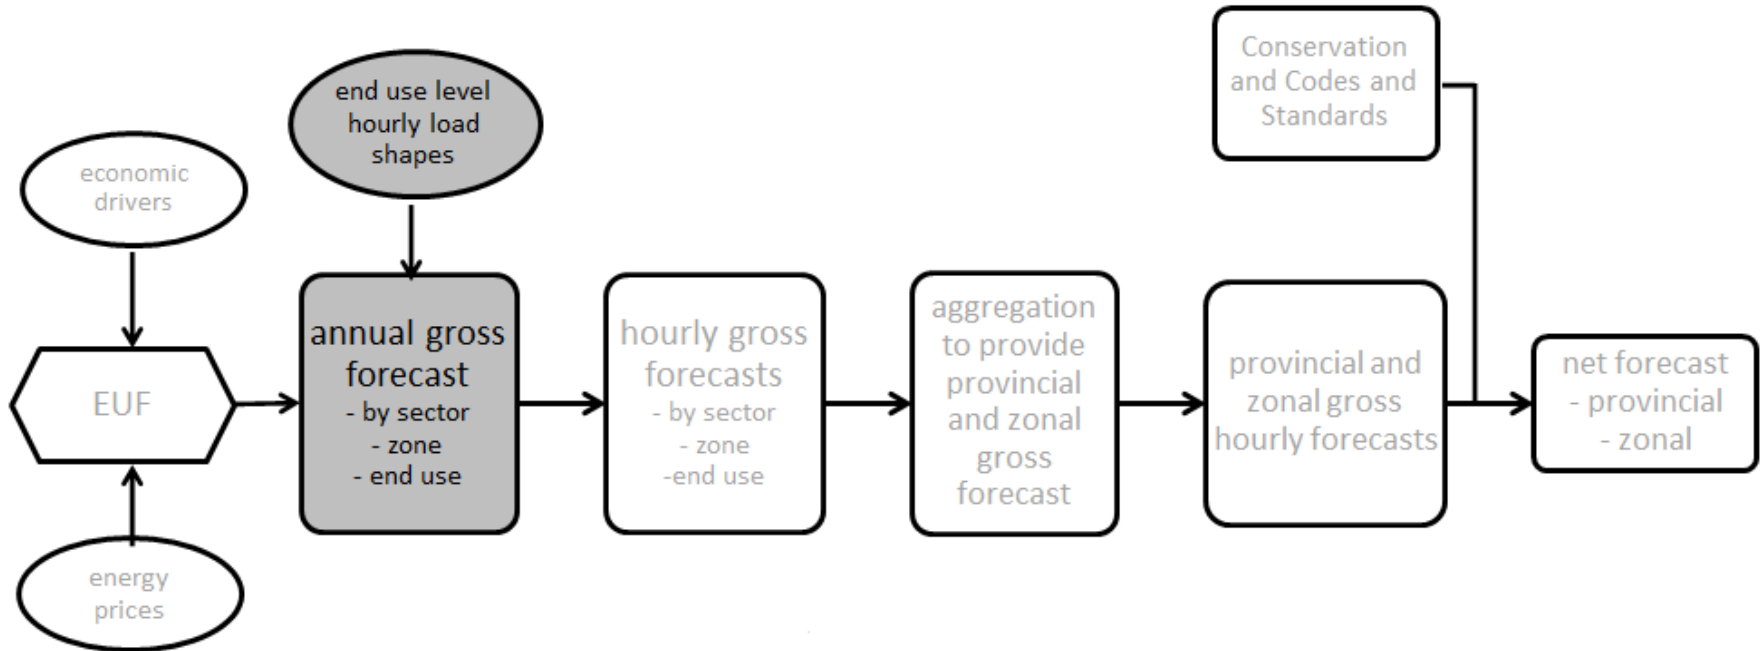 Conservation
and Codes and
Standards
end use level
hourly load
shapes
economic
drivers
annual gross
forecast
- by sector
- zone
- end use
hourly gross
forecasts
- by sector
- zone
-end use
aggregation
to provide
provincial
and zonal
gross
forecast
provincial and
zonal gross
hourly forecasts
net forecast
- provincial
- zonal
EUF
energy
prices